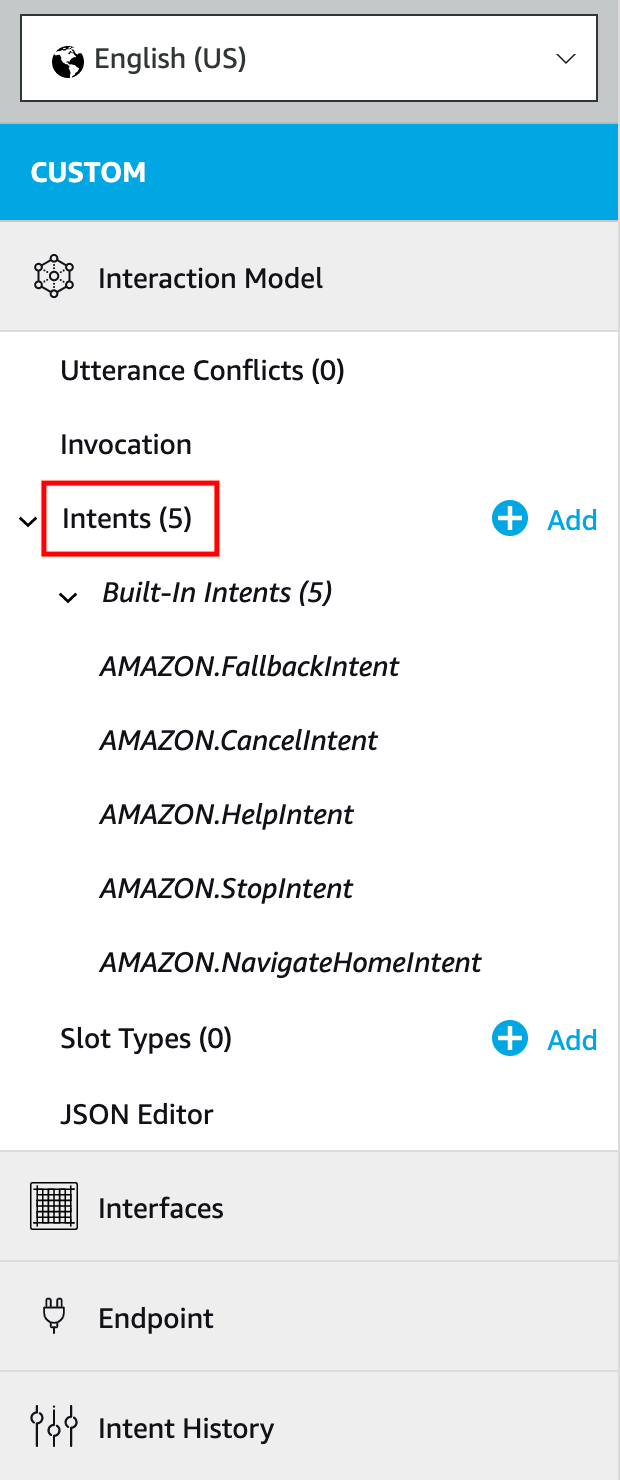 English (US)
CUSTOM
Interaction Model
Utterance Conflicts (0)
Invocation
Intents (5) Add
Built-In Intents (5)
AMAZON.FallbackIntent
AMAZON.CancelIntent
AMAZON.HelpIntent
AMAZON.StopIntent
AMAZON.NavigateHomeIntent
Slot Types (0) Add
JSON Editor
Interfaces
Endpoint
Intent History